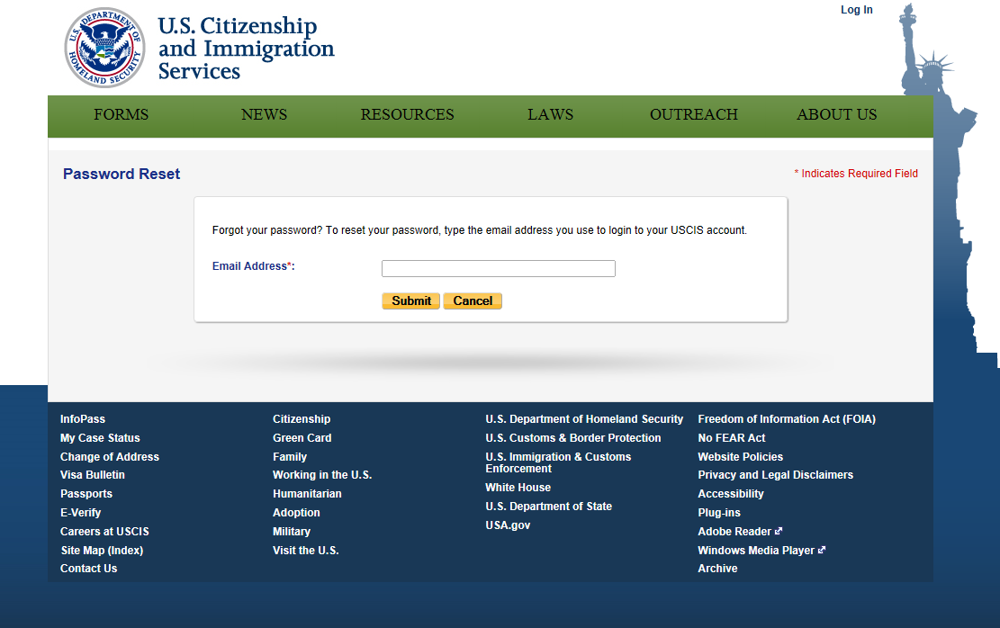 Log In
U.S. DEPARTMENT OF HOMELAND SECURITY
U.S. Citizenship
and Immigration
Services
FORMS NEWS RESOURCES LAWS OUTREACH ABOUT US
Password Reset
* Indicates Required Field
Forgot your password? To reset your password, type the email address you use to login to your USCIS account.
Email Address*:
Submit Cancel
InfoPass
My Case Status
Change of Address
Visa Bulletin
Passports
E-Verify
Careers at USCIS
Site Map (Index)
Contact Us
Citizenship
Green Card
Family
Working in the U.S.
Humanitarian
Adoption
Military
Visit the U.S.
U.S. Department of Homeland Security
U.S. Customs & Border Protection
U.S. Immigration & Customs
Enforcement
White House
U.S. Department of State
USA.gov
Freedom of Information Act (FOIA)
No FEAR Act
Website Policies
Privacy and Legal Disclaimers
Accessibility
Plug-ins
Adobe Reader
Windows Media Player
Archive